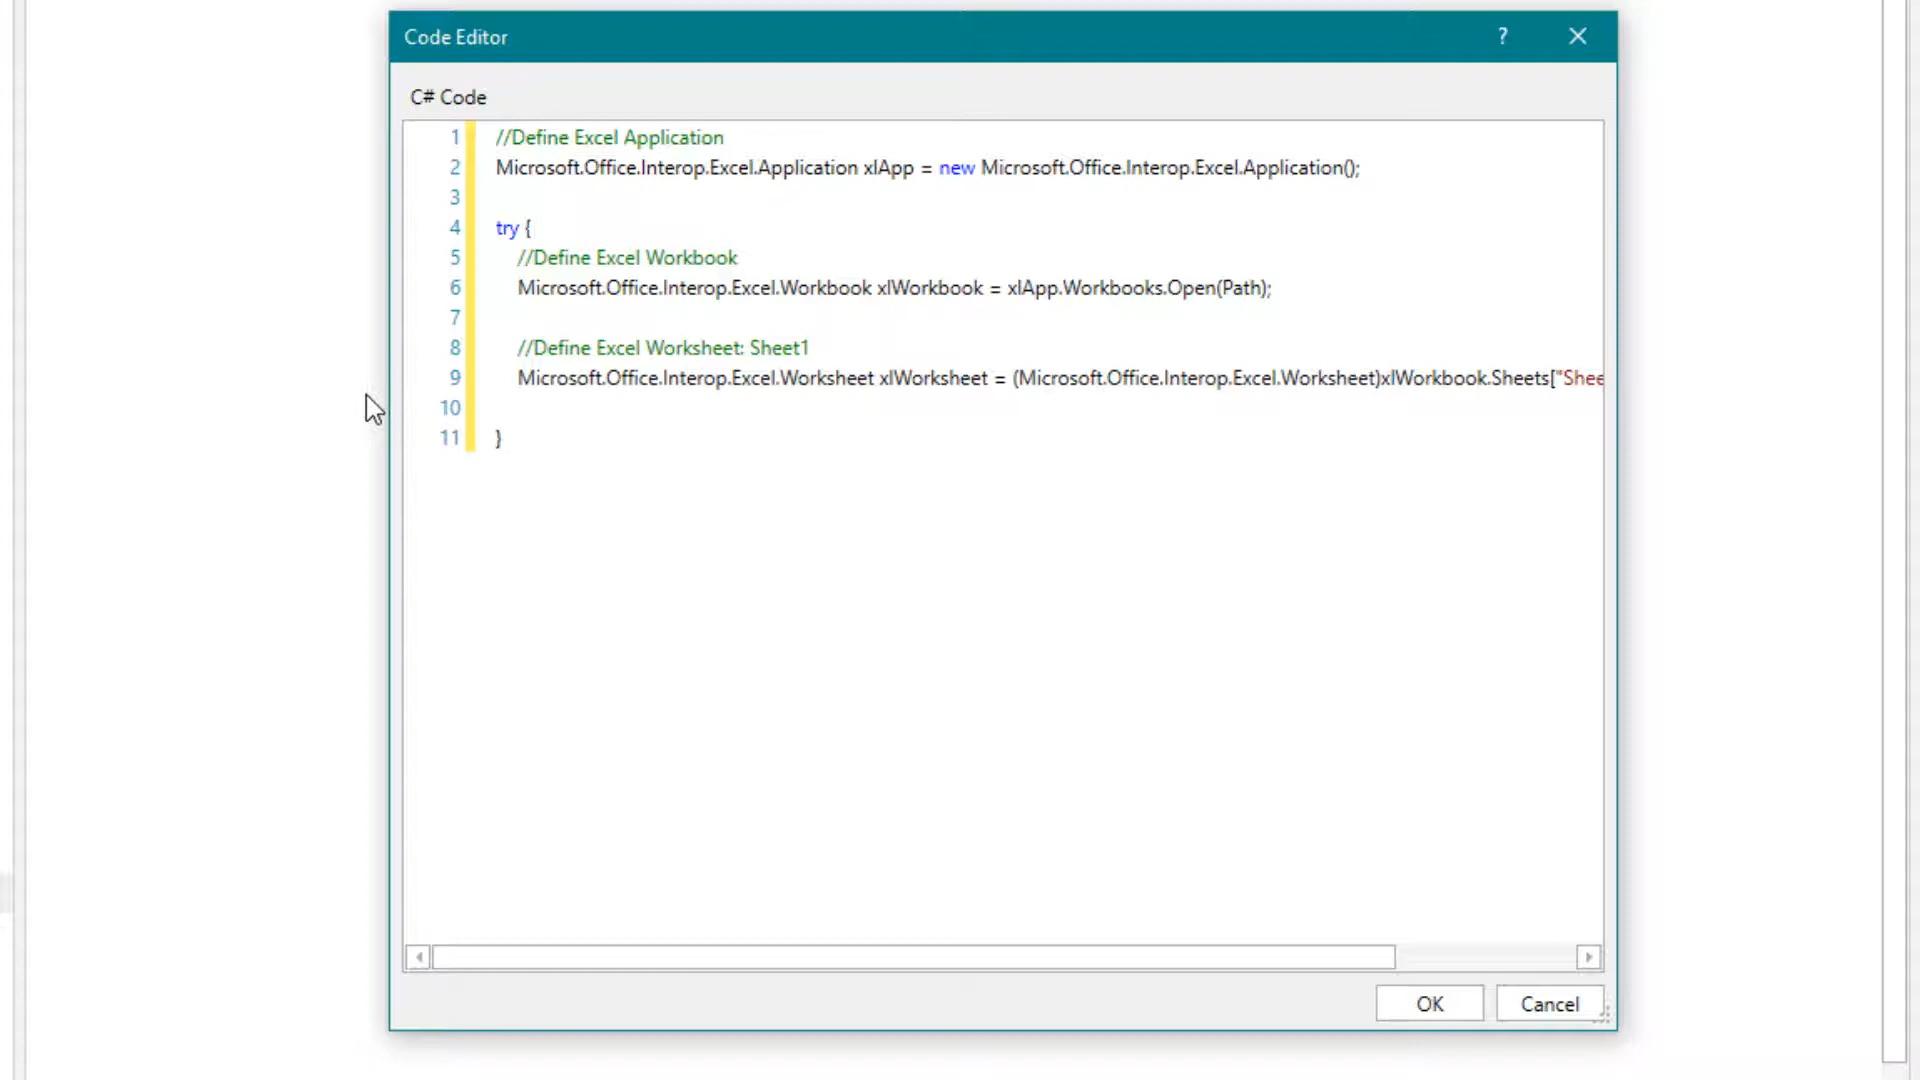 Code Editor
?
C# Code
1 //Define Excel Application
2 Microsoft.Office.Interop.Excel.Application xlApp = new Microsoft.Office.Interop.Excel.Application();
3
4 try {
5 //Define Excel Workbook
6 Microsoft.Office.Interop.Excel.Workbook xlWorkbook = xlApp.Workbooks.Open(Path);
7
8 //Define Excel Worksheet: Sheet1
9 Microsoft.Office.Interop.Excel.Worksheet xlWorksheet = (Microsoft.Office.Interop.Excel.Worksheet)xlWorkbook.Sheets["Shee
10
11 }
OK Cancel